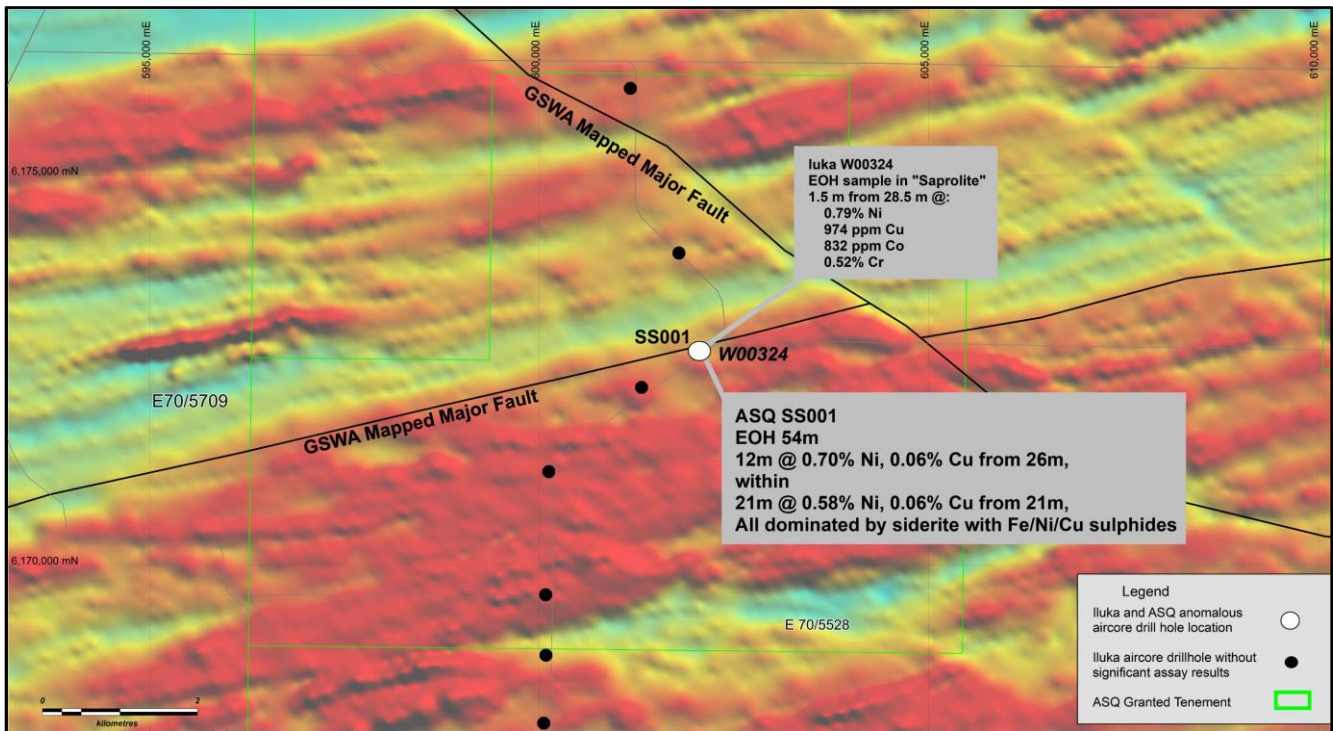 595,000 mE
600,000 mE
605,000 mE
610,000 mE
GSWA Mapped Major Fault
6,175,000 mN
Iluka W00324
EOH sample in "Saprolite"
1.5 m from 28.5 m @:
0.79% Ni
974 ppm Cu
832 ppm Co
0.52% Cr
SS001
W00324
E70/5709
GSWA Mapped Major Fault
ASQ SS001
EOH 54m
12m @ 0.70% Ni, 0.06% Cu from 26m,
within
21m @ 0.58% Ni, 0.06% Cu from 21m,
All dominated by siderite with Fe/Ni/Cu sulphides
6,170,000 mN
E 70/5528
Legend
Iluka and ASQ anomalous
aircore drill hole location
Iluka aircore drillhole without
significant assay results
ASQ Granted Tenement
0 2
kilometres